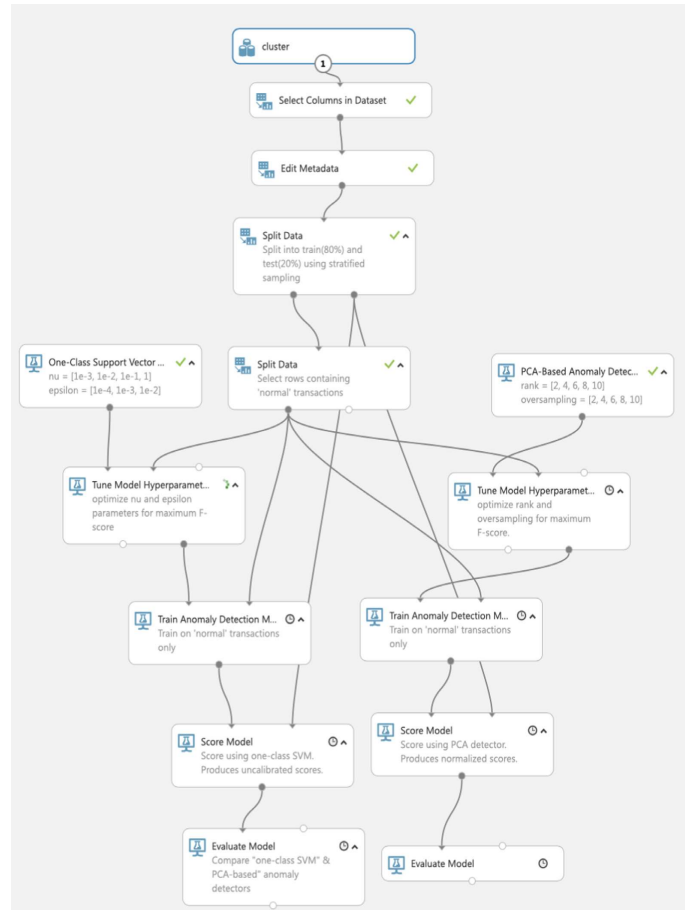 cluster
1
Select Columns in Dataset
Edit Metadata
Split Data
Split into train(80%) and
test(20%) using stratified
sampling
One-Class Support Vector ...
nu = [1e-3, 1e-2, 1e-1, 1]
epsilon = [1e-4, 1e-3, 1e-2]
Split Data
Select rows containing
'normal' transactions
PCA-Based Anomaly Detec...
rank = [2, 4, 6, 8, 10]
oversampling = [2, 4, 6, 8, 10]
Tune Model Hyperparamet...
optimize nu and epsilon
parameters for maximum F-
score
Tune Model Hyperparamet...
optimize rank and
oversampling for maximum
F-score.
Train Anomaly Detection M...
Train on 'normal' transactions
only
Train Anomaly Detection M...
Train on 'normal' transactions
only
Score Model
Score using one-class SVM.
Produces uncalibrated scores.
Score Model
Score using PCA detector.
Produces normalized scores.
Evaluate Model
Compare "one-class SVM" &
PCA-based" anomaly
detectors
Evaluate Model